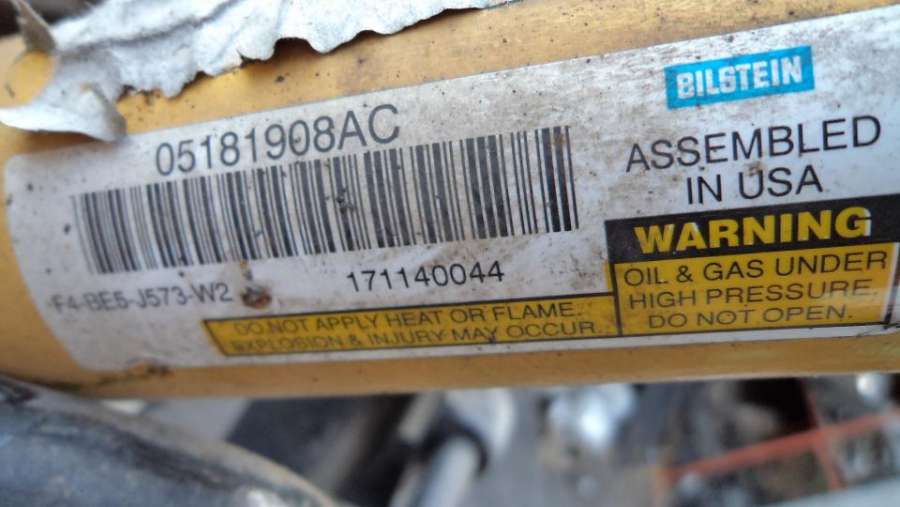 05181908AC
BILSTEIN
ASSEMBLED
IN USA
F4-BE5-J573-W2
171140044
WARNING
OIL & GAS UNDER
HIGH PRESSURE.
DO NOT OPEN.
DO NOT APPLY HEAT OR FLAME.
EXPLOSION & INJURY MAY OCCUR.